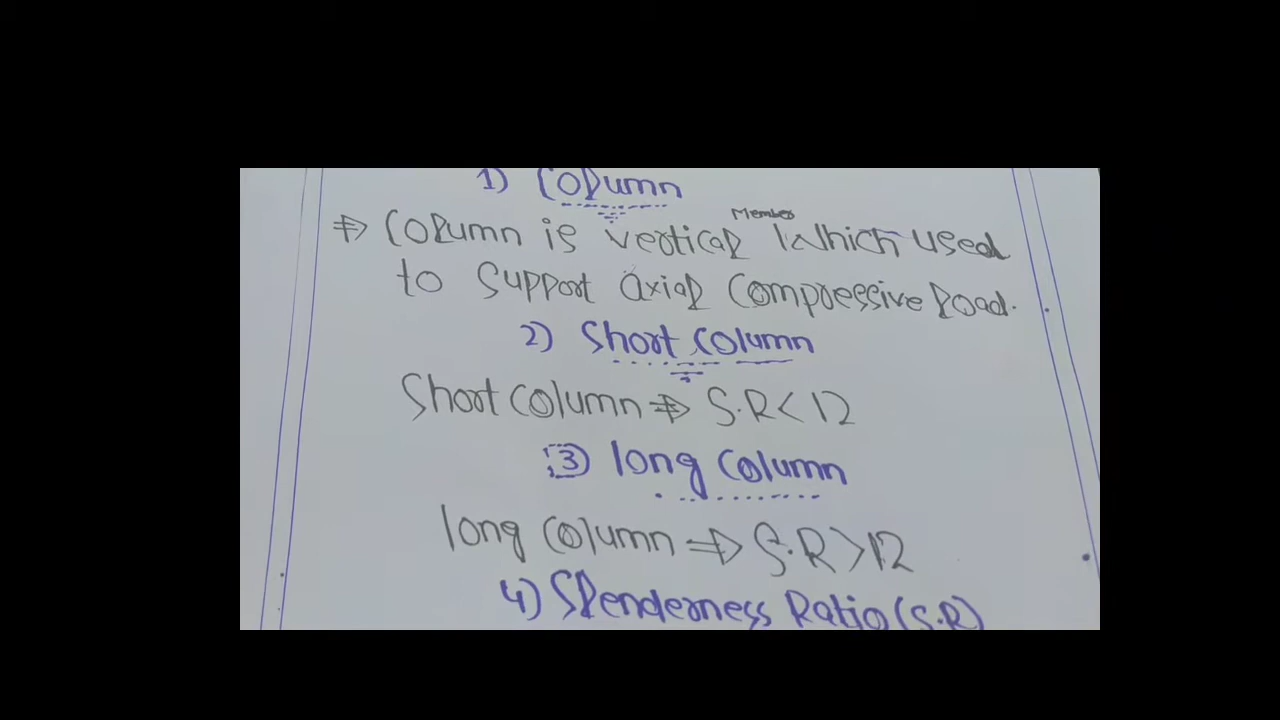 1) Column
⇒ Column is vertical Member which used
to support axial compressive load.
2) Short Column
Short Column ⇒ S.R < 12
3) long Column
long Column ⇒ S.R > 12
4) Slenderness Ratio (S.R)